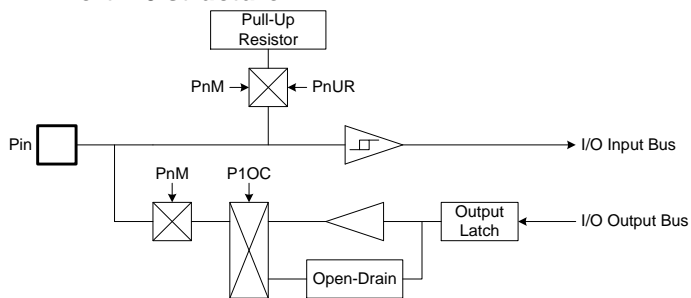 Pull-Up
Resistor
PnM
PnUR
Pin
I/O Input Bus
PnM
P1OC
Output
Latch
I/O Output Bus
Open-Drain